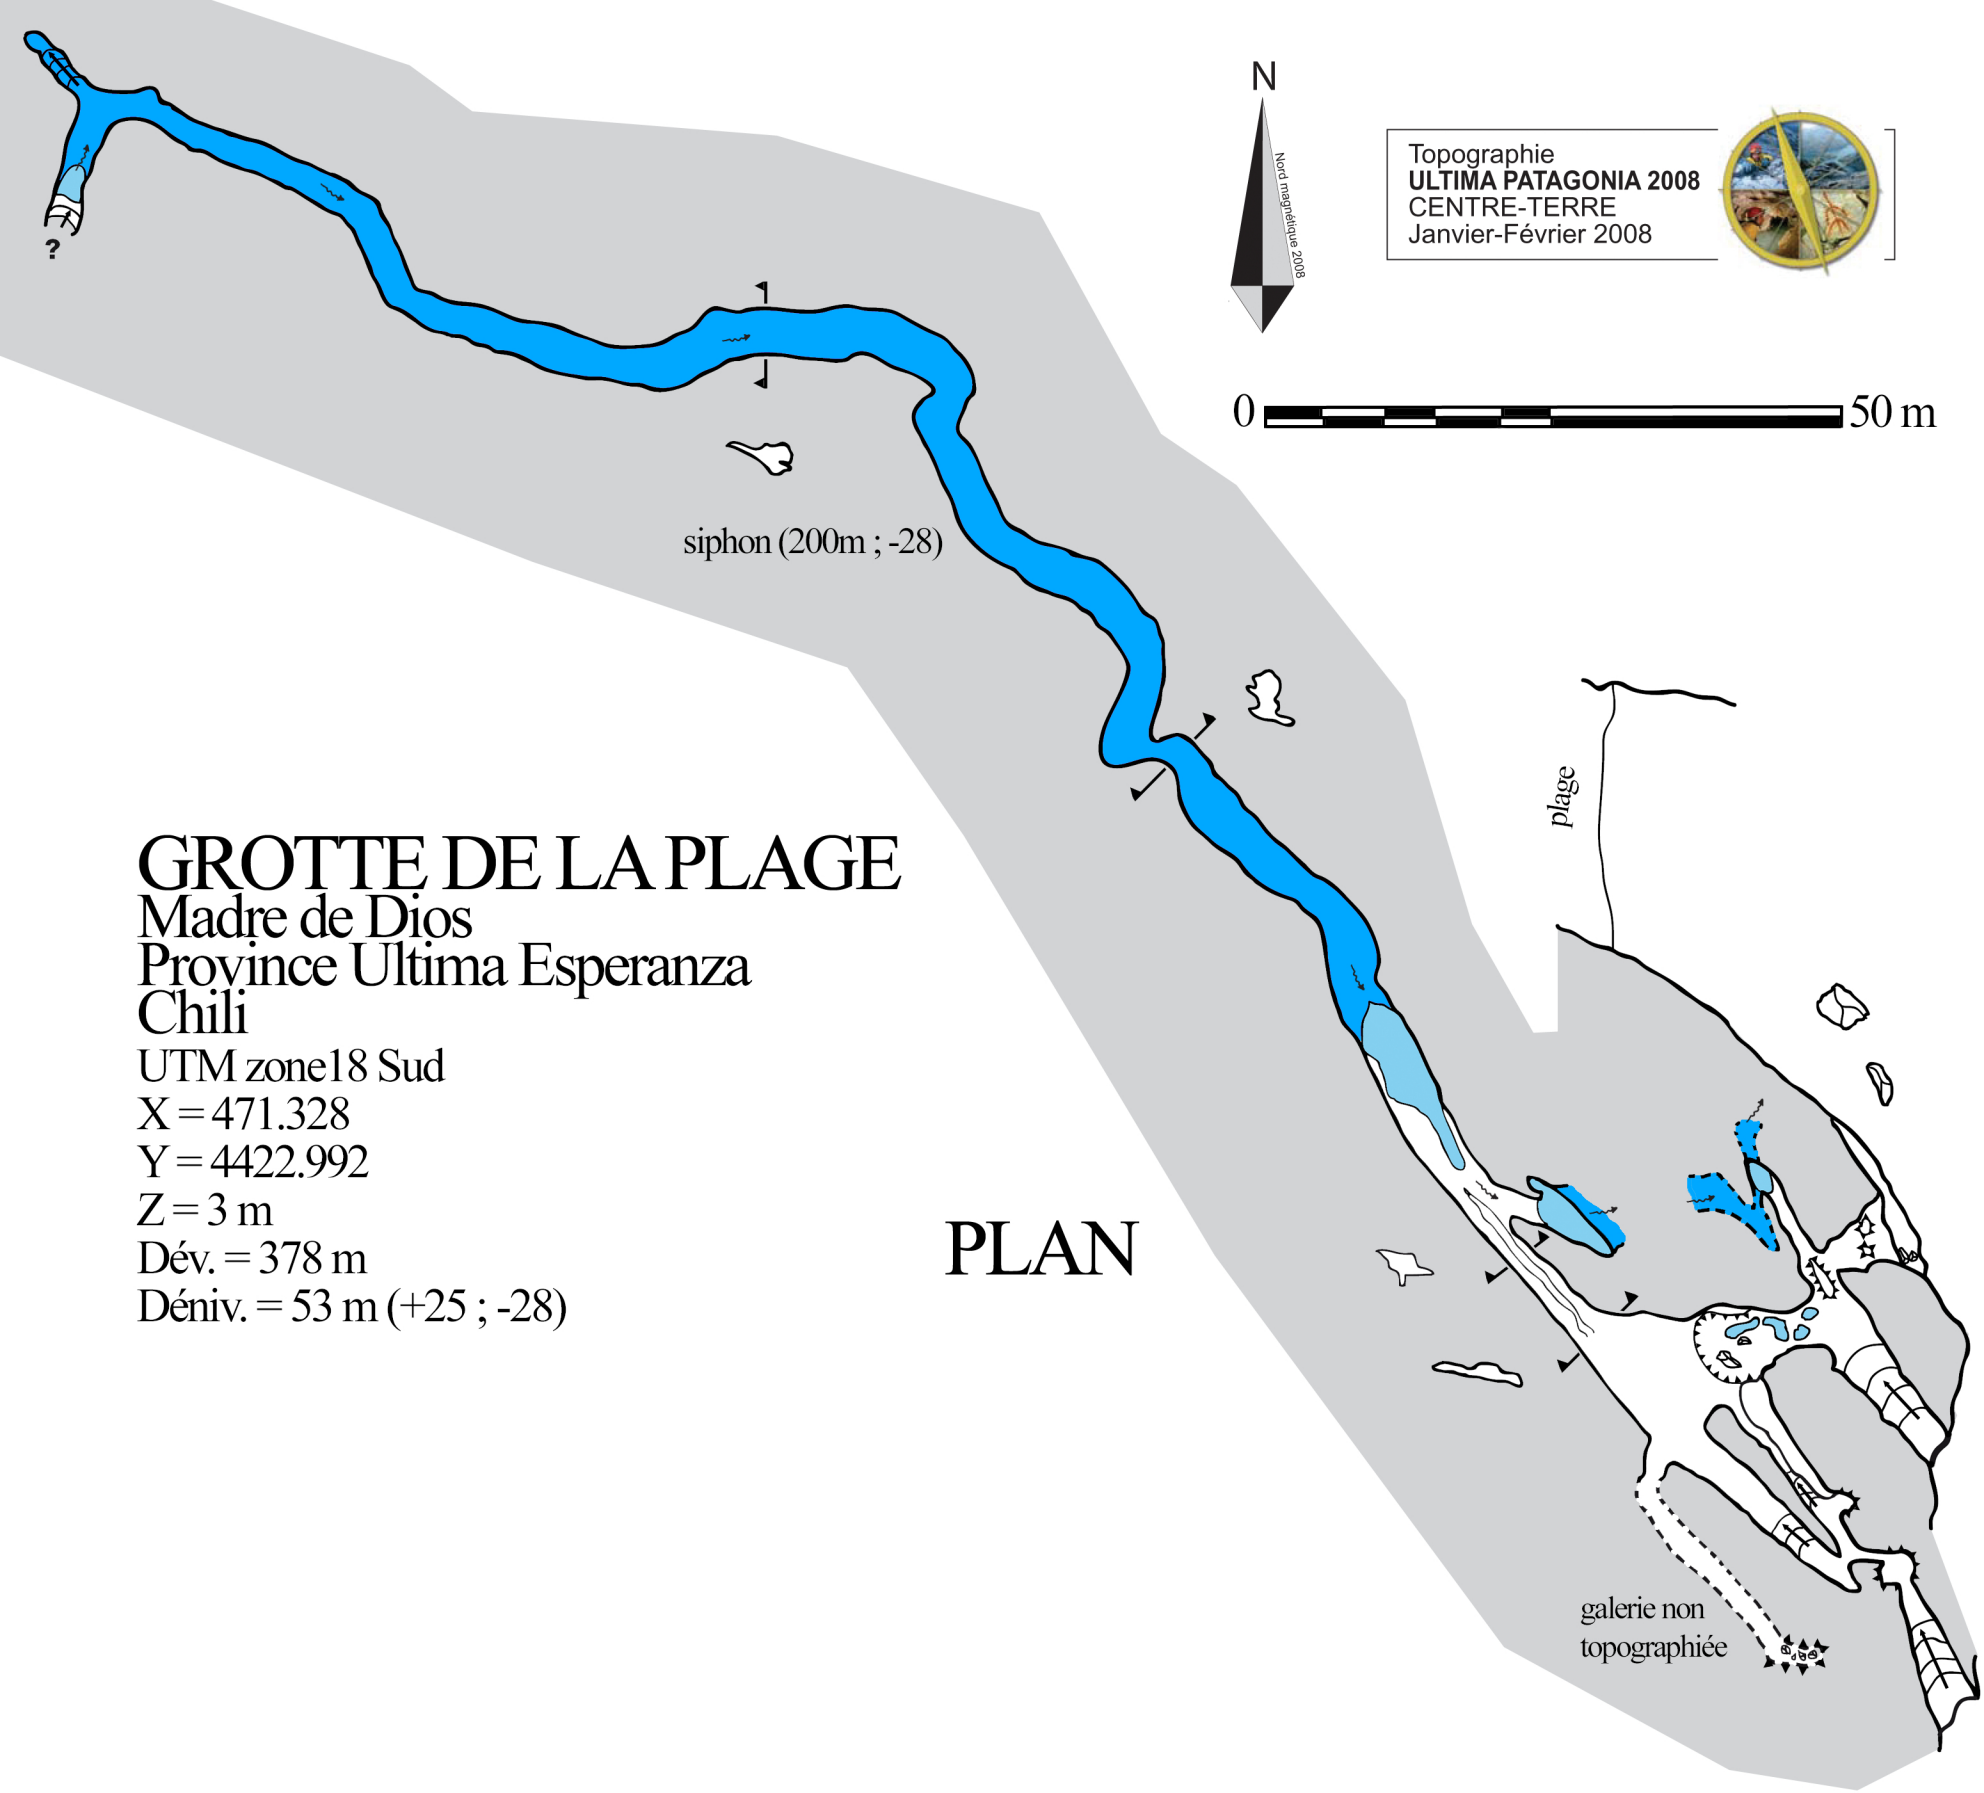 N
Nord magnétique 2008
Topographie
ULTIMA PATAGONIA 2008
CENTRE-TERRE
Janvier-Février 2008
?
0
50 m
siphon (200m ; -28)
plage
GROTTE DE LA PLAGE
Madre de Dios
Province Ultima Esperanza
Chili
UTM zone18 Sud
X = 471.328
Y = 4422.992
Z = 3 m
Dév. = 378 m
Déniv. = 53 m (+25 ; -28)
PLAN
galerie non
topographiée